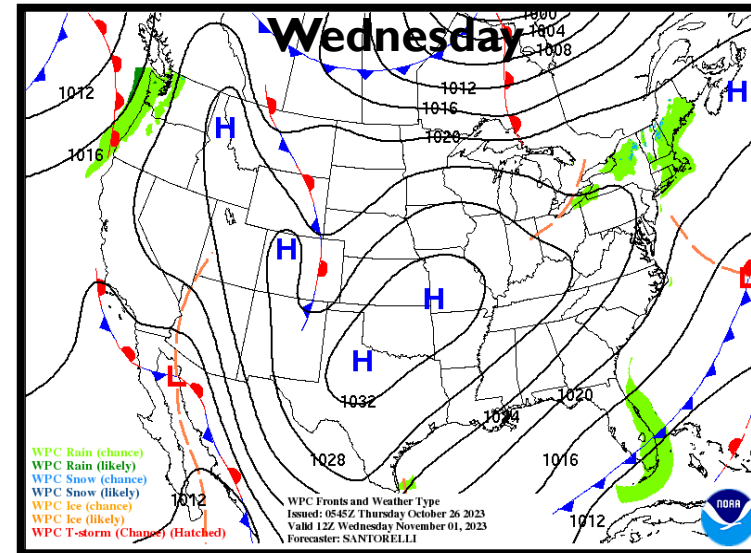 Wednesday
1000
1004
1008
1012
1016
1020
1012
1016
H
H
H
H
H
H
L
L
1032
1028
1024
1020
1016
1012
1012
WPC Rain (chance)
WPC Rain (likely)
WPC Snow (chance)
WPC Snow (likely)
WPC Ice (chance)
WPC Ice (likely)
WPC T-storm (Chance) (Hatched)
WPC Fronts and Weather Type
Issued: 0545Z Thursday October 26 2023
Valid 12Z Wednesday November 01, 2023
Forecaster: SANTORELLI
NOAA